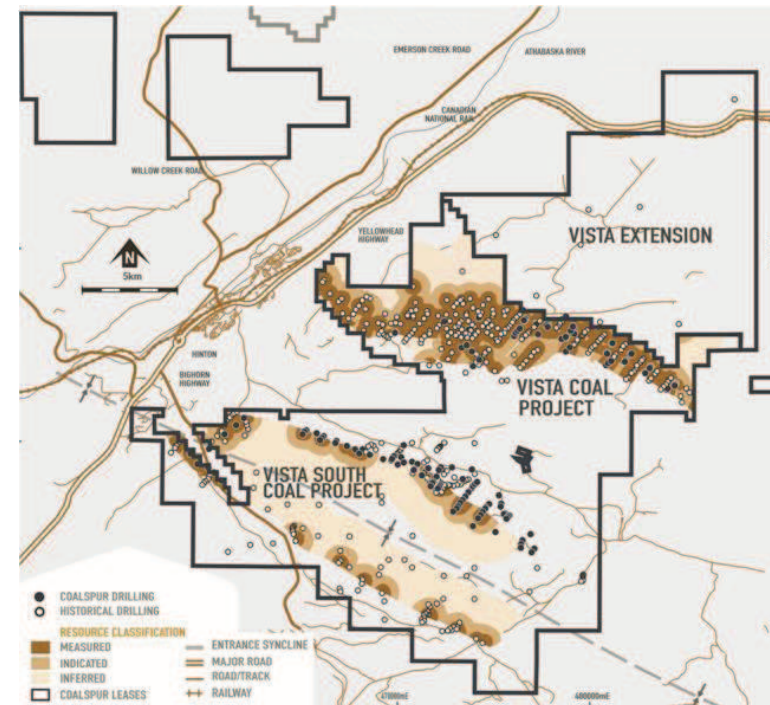 EMERSON CREEK ROAD
ATHABASKA RIVER
CANADIAN
NATIONAL RAIL
WILLOW CREEK ROAD
YELLOWHEAD
HIGHWAY
VISTA EXTENSION
N
5km
HINTON
BIGHORN
HIGHWAY
VISTA COAL
PROJECT
VISTA SOUTH
COAL PROJECT
COALSPUR DRILLING
HISTORICAL DRILLING
RESOURCE CLASSIFICATION
MEASURED
INDICATED
INFERRED
COALSPUR LEASES
ENTRANCE SYNCLINE
MAJOR ROAD
ROAD/TRACK
RAILWAY
400000mE